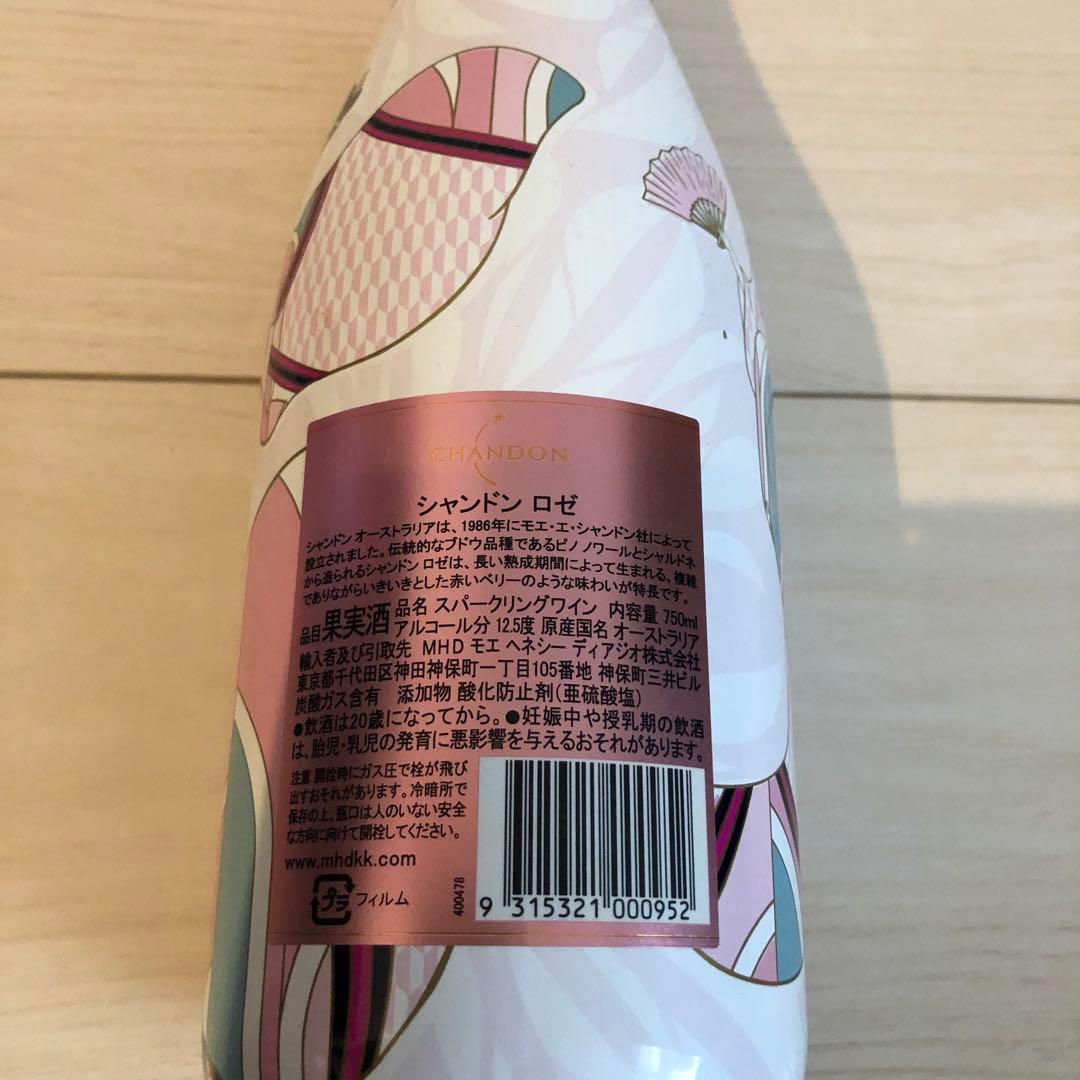 CHANDON
シャンドン ロゼ
シャンドン オーストラリアは、1986年にモエ・エ・シャンドン社によって
設立されました。伝統的なブドウ品種であるピノ ノワールとシャルドネ
から造られるシャンドン ロゼは、長い熟成期間によって生まれる、複雑
でありながらいきいきとした赤いベリーのような味わいが特長です。
品目 果実酒 品名 スパークリングワイン 内容量 750ml
アルコール分 12.5度 原産国名 オーストラリア
輸入者及び引取先 MHD モエ ヘネシー ディアジオ株式会社
東京都千代田区神田神保町一丁目105番地 神保町三井ビル
炭酸ガス含有 添加物 酸化防止剤(亜硫酸塩)
●飲酒は20歳になってから。●妊娠中や授乳期の飲酒
は、胎児・乳児の発育に悪影響を与えるおそれがあります。
注意 開栓時にガス圧で栓が飛び
出すおそれがあります。冷暗所で
保存の上、瓶口は人のいない安全
な方向に向けて開栓してください。
www.mhdkk.com
プラ フィルム
400478
9 315321 000952